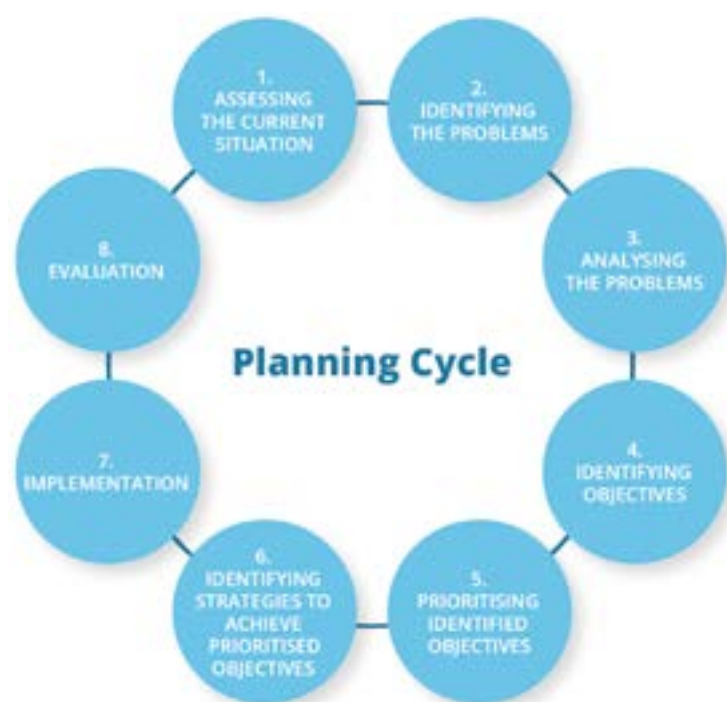 1.
ASSESSING
THE CURRENT
SITUATION
2.
IDENTIFYING
THE PROBLEMS
3.
ANALYSING
THE PROBLEMS
4.
IDENTIFYING
OBJECTIVES
5.
PRIORITISING
IDENTIFIED
OBJECTIVES
6.
IDENTIFYING
STRATEGIES TO
ACHIEVE
PRIORITISED
OBJECTIVES
7.
IMPLEMENTATION
8.
EVALUATION
Planning Cycle